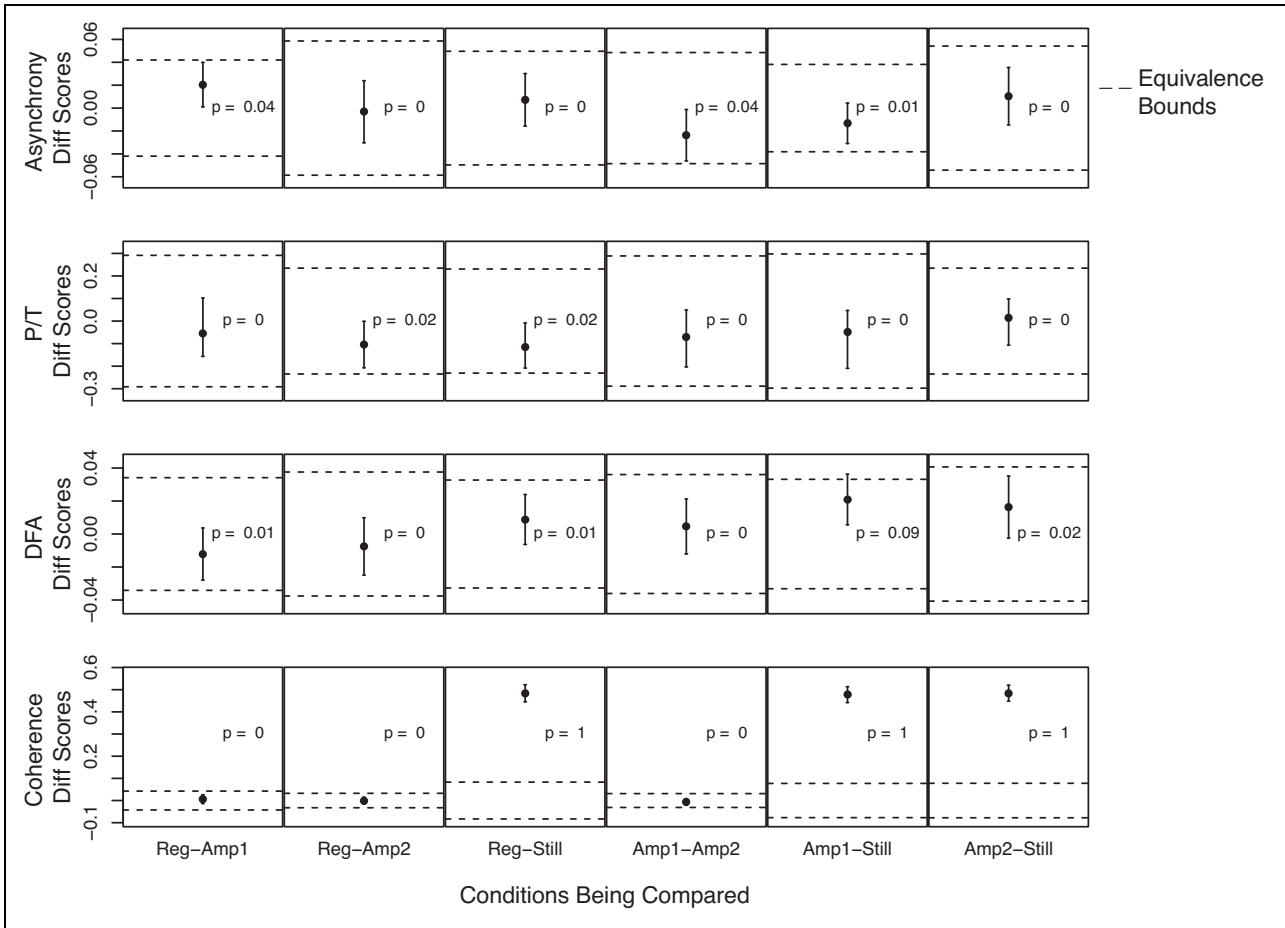 Asynchrony
Diff Scores
0.06
0.00
−0.06
p = 0.04
p = 0
p = 0
p = 0.04
p = 0.01
p = 0
Equivalence
Bounds
P/T
Diff Scores
0.2
0.0
−0.3
p = 0
p = 0.02
p = 0.02
p = 0
p = 0
p = 0
DFA
Diff Scores
0.04
0.00
−0.04
p = 0.01
p = 0
p = 0.01
p = 0
p = 0.09
p = 0.02
Coherence
Diff Scores
0.6
0.4
0.2
−0.1
p = 0
p = 0
p = 1
p = 0
p = 1
p = 1
Reg−Amp1
Reg−Amp2
Reg−Still
Amp1−Amp2
Amp1−Still
Amp2−Still
Conditions Being Compared